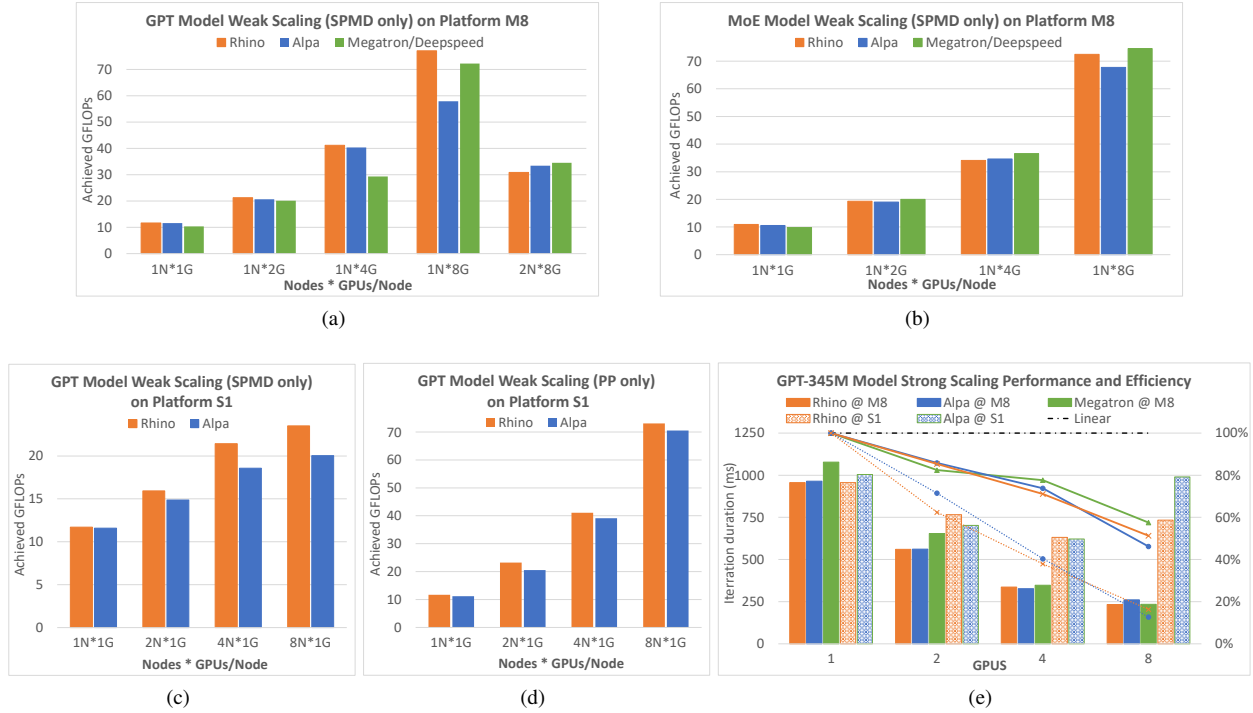 GPT Model Weak Scaling (SPMD only) on Platform M8
Rhino Alpa Megatron/Deepspeed
Achieved GFLOPs
70
60
50
40
30
20
10
0
1N*1G 1N*2G 1N*4G 1N*8G 2N*8G
Nodes * GPUs/Node
(a)
MoE Model Weak Scaling (SPMD only) on Platform M8
Rhino Alpa Megatron/Deepspeed
Achieved GFLOPs
70
60
50
40
30
20
10
0
1N*1G 1N*2G 1N*4G 1N*8G
Nodes * GPUs/Node
(b)
GPT Model Weak Scaling (SPMD only)
on Platform S1
Rhino Alpa
Achieved GFLOPs
20
15
10
5
0
1N*1G 2N*1G 4N*1G 8N*1G
Nodes * GPUs/Node
(c)
GPT Model Weak Scaling (PP only)
on Platform S1
Rhino Alpa
Achieved GFLOPs
70
60
50
40
30
20
10
0
1N*1G 2N*1G 4N*1G 8N*1G
Nodes * GPUs/Node
(d)
GPT-345M Model Strong Scaling Performance and Efficiency
Rhino @ M8 Alpa @ M8 Megatron @ M8
Rhino @ S1 Alpa @ S1 Linear
Iterration duration (ms)
1250 100%
1000 80%
750 60%
500 40%
250 20%
0 0%
1 2 4 8
GPUS
(e)